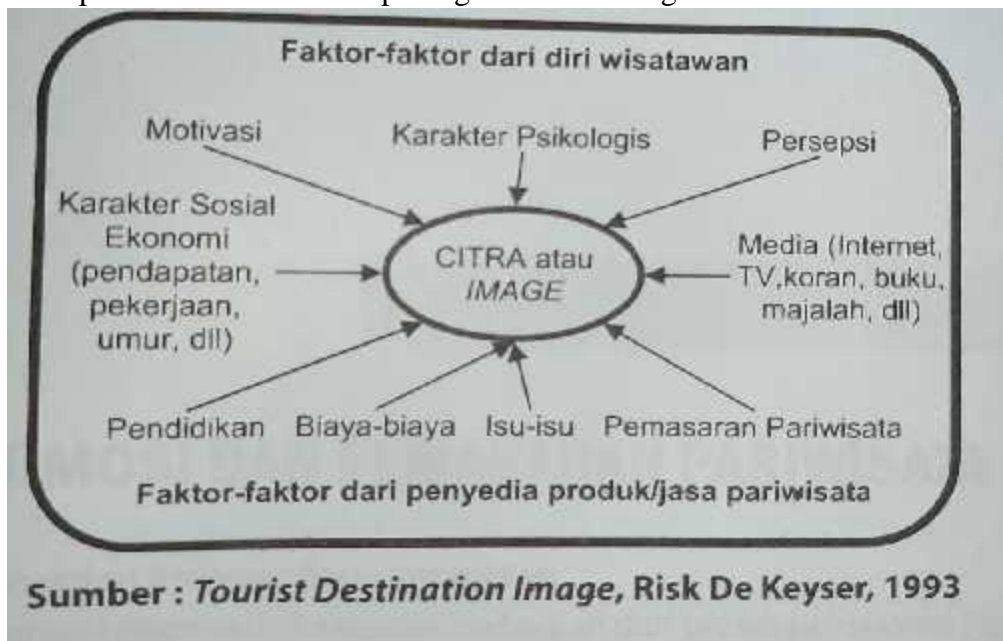 Faktor-faktor dari diri wisatawan
Motivasi
Karakter Psikologis
Persepsi
Karakter Sosial
Ekonomi
(pendapatan,
pekerjaan,
umur, dll)
CITRA atau
IMAGE
Media (Internet,
TV,koran, buku,
majalah, dll)
Pendidikan
Biaya-biaya
Isu-isu
Pemasaran Pariwisata
Faktor-faktor dari penyedia produk/jasa pariwisata
Sumber : Tourist Destination Image, Risk De Keyser, 1993